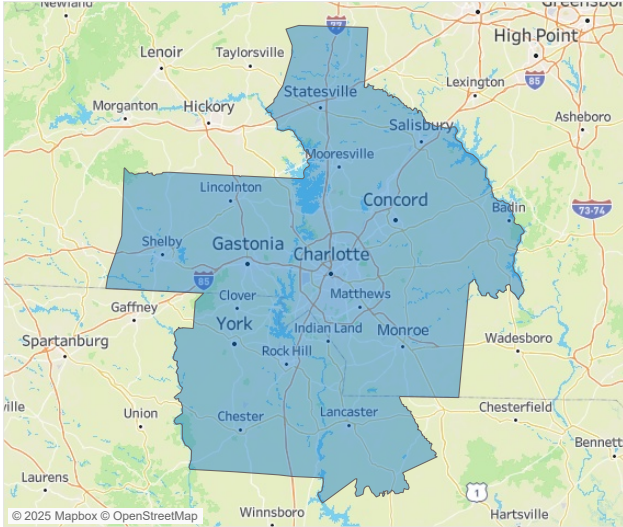 Newland
Greensboro
77
High Point
Lenoir
Taylorsville
Lexington
85
Statesville
Morganton
Hickory
Asheboro
Salisbury
Mooresville
Lincolnton
Concord
73-74
Badin
Shelby
Gastonia
Charlotte
85
Clover
Matthews
Gaffney
York
Indian Land
Monroe
Spartanburg
Wadesboro
Rock Hill
ville
Union
Chester
Lancaster
Chesterfield
Bennett
Laurens
1
Winnsboro
Hartsville
© 2025 Mapbox © OpenStreetMap